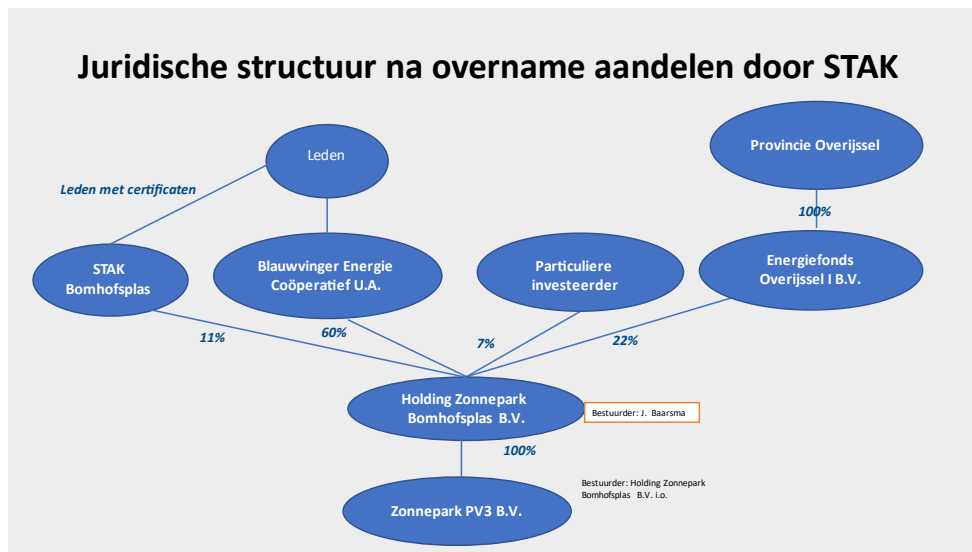 Juridische structuur na overname aandelen door STAK
Leden
Provincie Overijssel
Leden met certificaten
100%
STAK
Bomhofsplas
Blauwvinger Energie
Coöperatief U.A.
Particuliere
investeerder
Energiefonds
Overijssel I B.V.
11%
60%
7%
22%
Holding Zonnepark
Bomhofsplas B.V.
Bestuurder: J. Baarsma
100%
Bestuurder: Holding Zonnepark
Bomhofsplas B.V. i.o.
Zonnepark PV3 B.V.